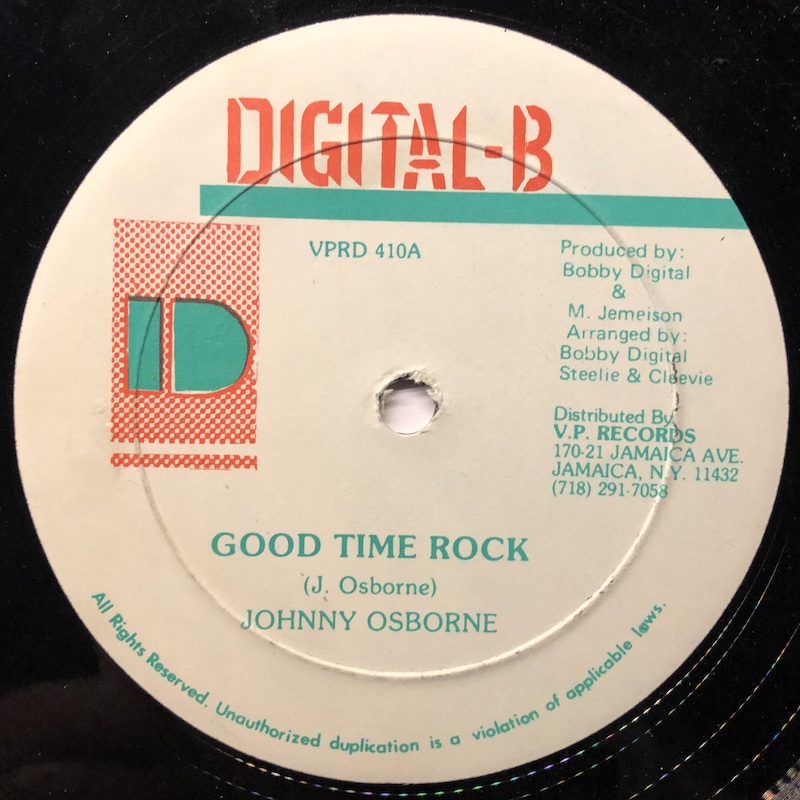 DIGITAL-B
VPRD 410A
Produced by:
Bobby Digital
&
M. Jemeison
Arranged by:
Bobby Digital
Steelie & Cleevie
Distributed By
V.P. RECORDS
170-21 JAMAICA AVE.
JAMAICA, N.Y. 11432
(718) 291-7058
D
GOOD TIME ROCK
(J. Osborne)
JOHNNY OSBORNE
All Rights Reserved. Unauthorized duplication is a violation of applicable laws.